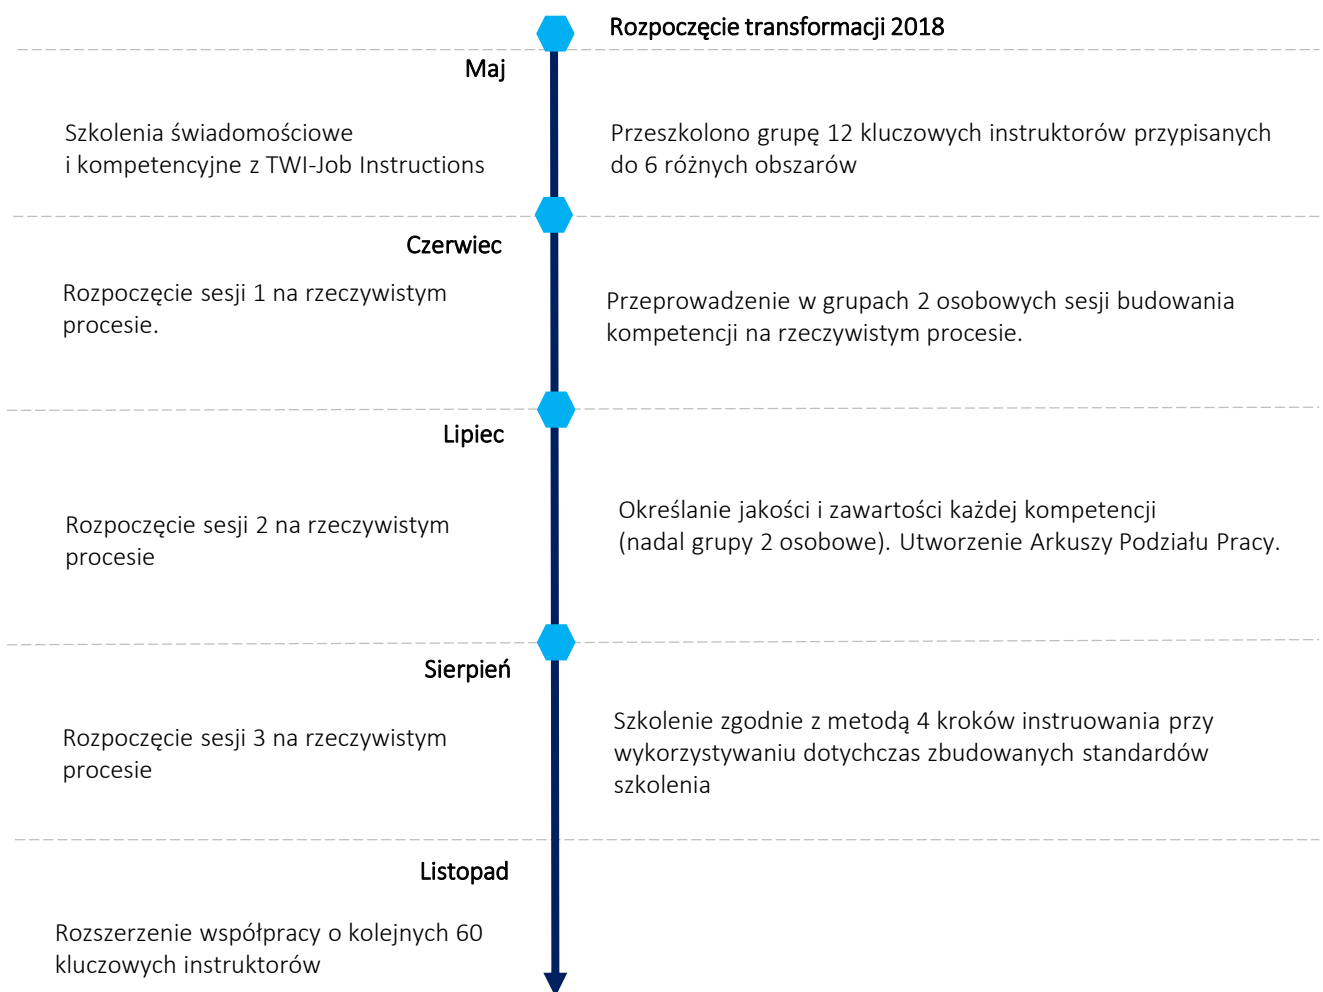 Rozpoczęcie transformacji 2018
Maj
Szkolenia świadomościowe
i kompetencyjne z TWI-Job Instructions
Przeszkolono grupę 12 kluczowych instruktorów przypisanych
do 6 różnych obszarów
Czerwiec
Rozpoczęcie sesji 1 na rzeczywistym
procesie.
Przeprowadzenie w grupach 2 osobowych sesji budowania
kompetencji na rzeczywistym procesie.
Lipiec
Rozpoczęcie sesji 2 na rzeczywistym
procesie
Określanie jakości i zawartości każdej kompetencji
(nadal grupy 2 osobowe). Utworzenie Arkuszy Podziału Pracy.
Sierpień
Rozpoczęcie sesji 3 na rzeczywistym
procesie
Szkolenie zgodnie z metodą 4 kroków instruowania przy
wykorzystywaniu dotychczas zbudowanych standardów
szkolenia
Listopad
Rozszerzenie współpracy o kolejnych 60
kluczowych instruktorów